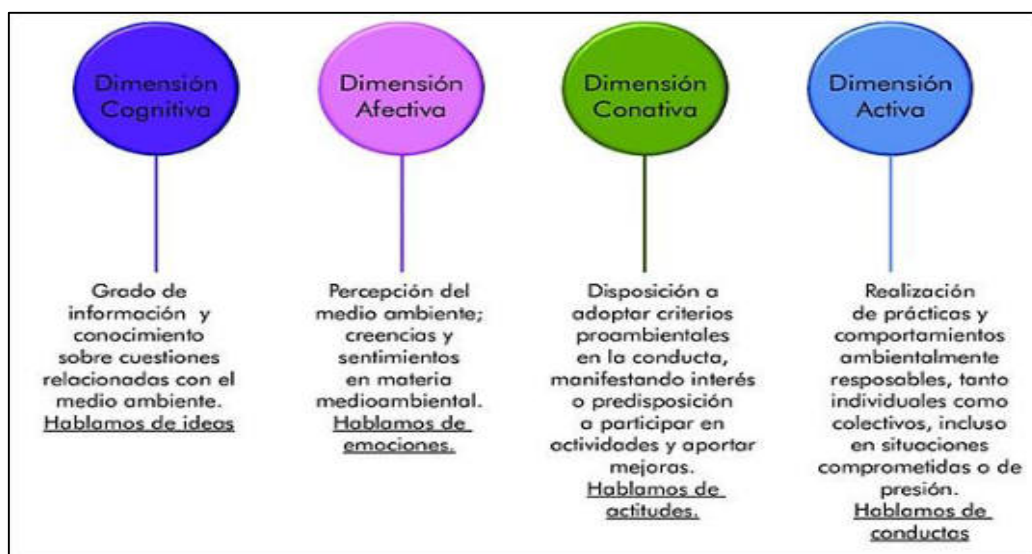 Dimensión
Cognitiva
Grado de
información y
conocimiento
sobre cuestiones
relacionadas con el
medio ambiente.
Hablamos de ideas
Dimensión
Afectiva
Percepción del
medio ambiente;
creencias y
sentimientos
en materia
medioambiental.
Hablamos de
emociones.
Dimensión
Conativa
Disposición a
adoptar criterios
proambientales
en la conducta,
manifestando interés
o predisposición
a participar en
actividades y aportar
mejoras.
Hablamos de
actitudes.
Dimensión
Activa
Realización
de prácticas y
comportamientos
ambientalmente
resposables, tanto
individuales como
colectivos, incluso
en situaciones
comprometidas o de
presión.
Hablamos de
conductas